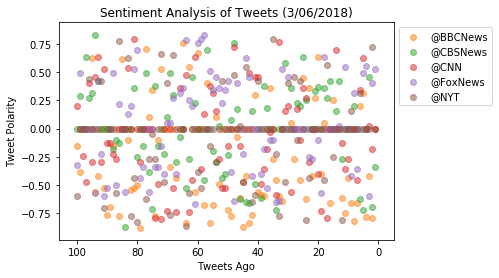 Sentiment Analysis of Tweets (3/06/2018)
@BBCNews
@CBSNews
@CNN
@FoxNews
@NYT
Tweet Polarity
0.75
0.50
0.25
0.00
−0.25
−0.50
−0.75
100
80
60
40
20
0
Tweets Ago